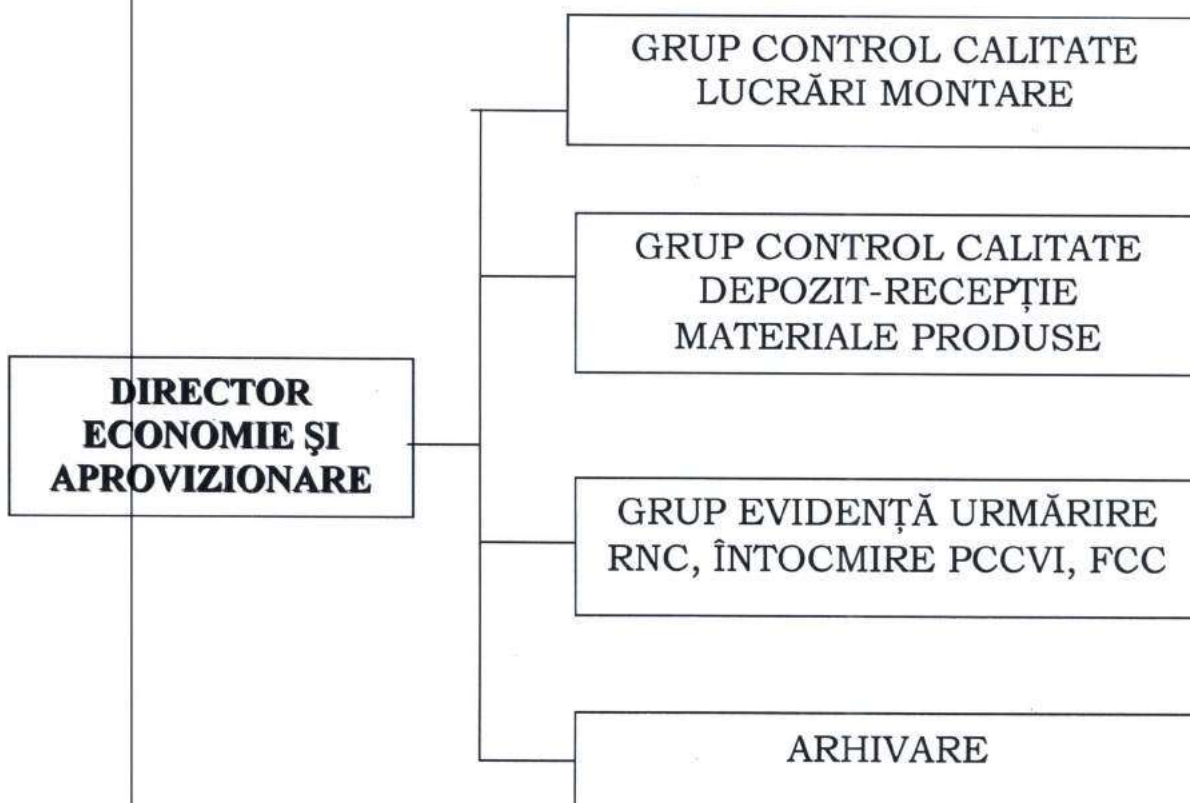 GRUP CONTROL CALITATE
LUCRĂRI MONTARE
GRUP CONTROL CALITATE
DEPOZIT-RECEPȚIE
MATERIALE PRODUSE
DIRECTOR
ECONOMIE ŞI
APROVIZIONARE
GRUP EVIDENȚĂ URMĂRIRE
RNC, ÎNTOCMIRE PCCVI, FCC
ARHIVARE